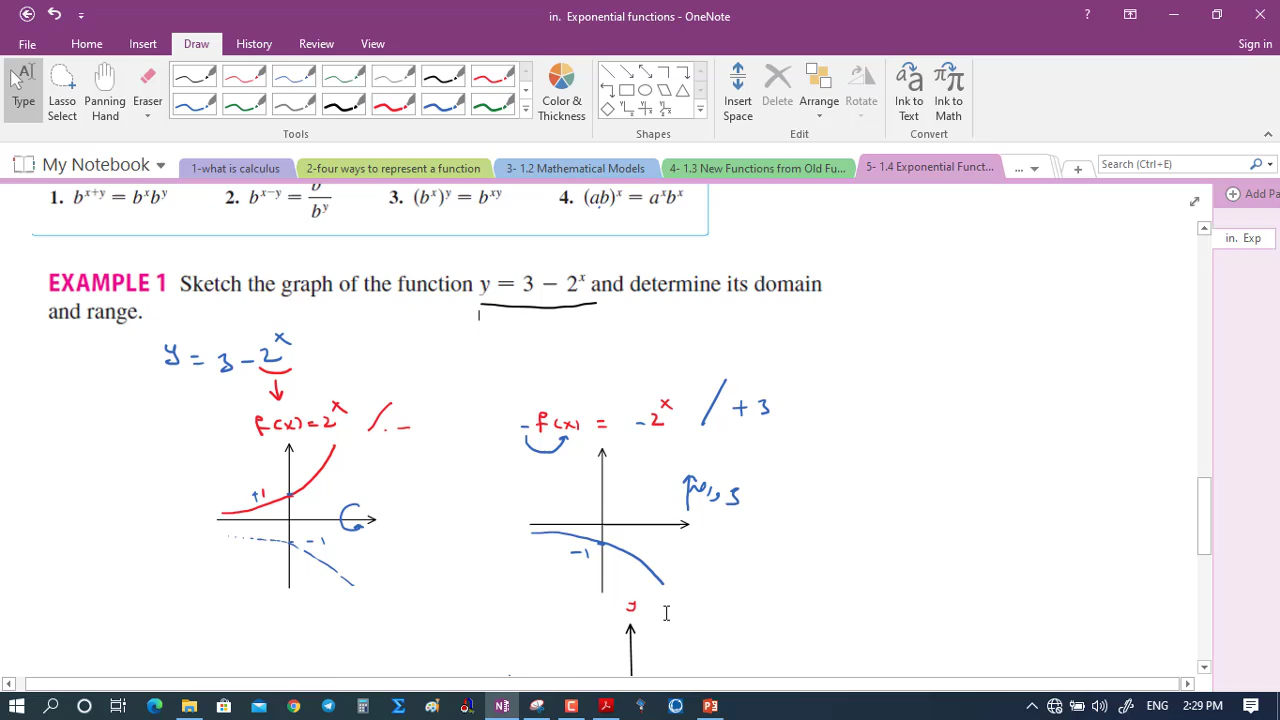 in. Exponential functions - OneNote
File Home Insert Draw History Review View Sign in
Type Lasso Select Panning Hand Eraser Color & Thickness Insert Space Delete Arrange Rotate Ink to Text Ink to Math
Tools Shapes Edit Convert
My Notebook 1-what is calculus 2-four ways to represent a function 3- 1.2 Mathematical Models 4- 1.3 New Functions from Old Fu... 5- 1.4 Exponential Funct... ... Search (Ctrl+E)
Add Pa
in. Exp
1. b^{x+y} = b^x b^y 2. b^{x−y} = b^x/b^y 3. (b^x)^y = b^{xy} 4. (ab)^x = a^x b^x
EXAMPLE 1 Sketch the graph of the function y = 3 − 2^x and determine its domain
and range.
y = 3 - 2^x
f(x) = 2^x
-f(x) = -2^x / +3
+1
-1
-1
3
y
2:29 PM